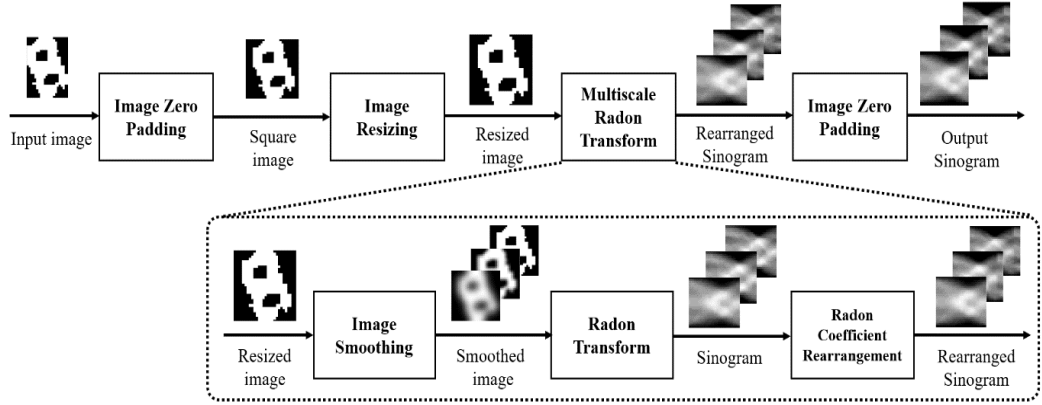 Input image
Image Zero
Padding
Square
image
Image
Resizing
Resized
image
Multiscale
Radon
Transform
Rearranged
Sinogram
Image Zero
Padding
Output
Sinogram
Resized
image
Image
Smoothing
Smoothed
image
Radon
Transform
Sinogram
Radon
Coefficient
Rearrangement
Rearranged
Sinogram